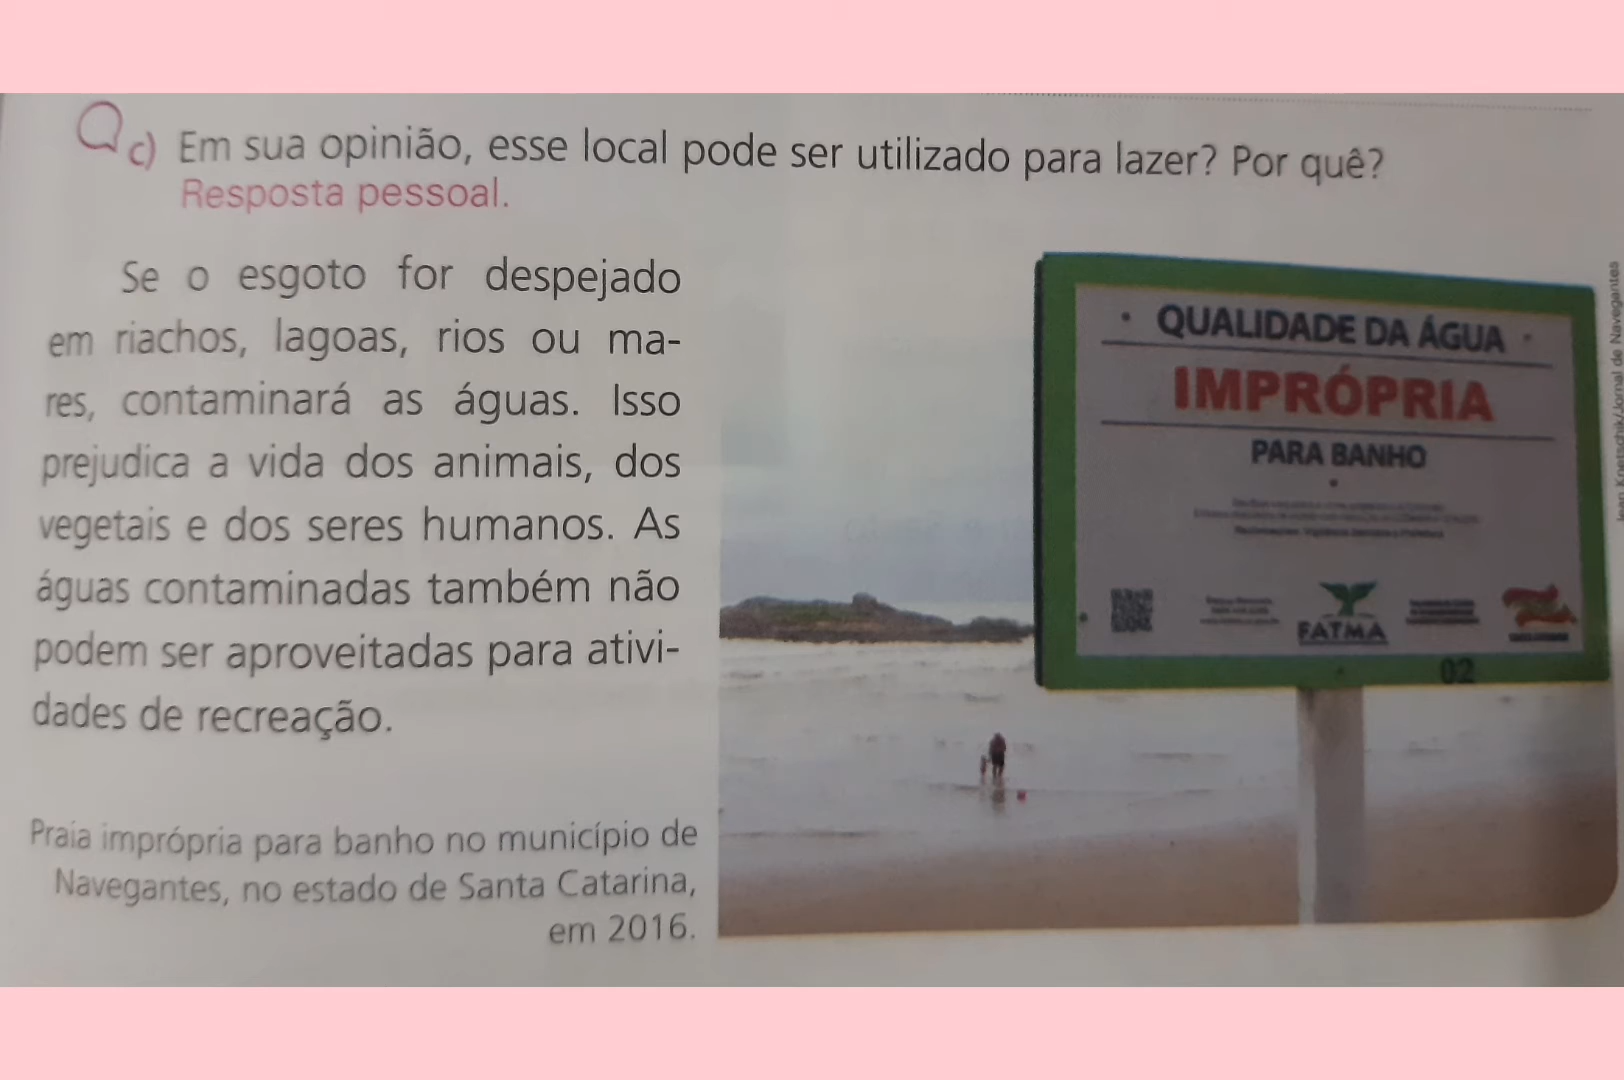 c) Em sua opinião, esse local pode ser utilizado para lazer? Por quê?
Resposta pessoal.
Se o esgoto for despejado
em riachos, lagoas, rios ou ma-
res, contaminará as águas. Isso
prejudica a vida dos animais, dos
vegetais e dos seres humanos. As
águas contaminadas também não
podem ser aproveitadas para ativi-
dades de recreação.
Praia imprópria para banho no município de
Navegantes, no estado de Santa Catarina,
em 2016.
· QUALIDADE DA ÁGUA ·
IMPRÓPRIA
PARA BANHO
FATMA
02
/Jornal de Navegantes